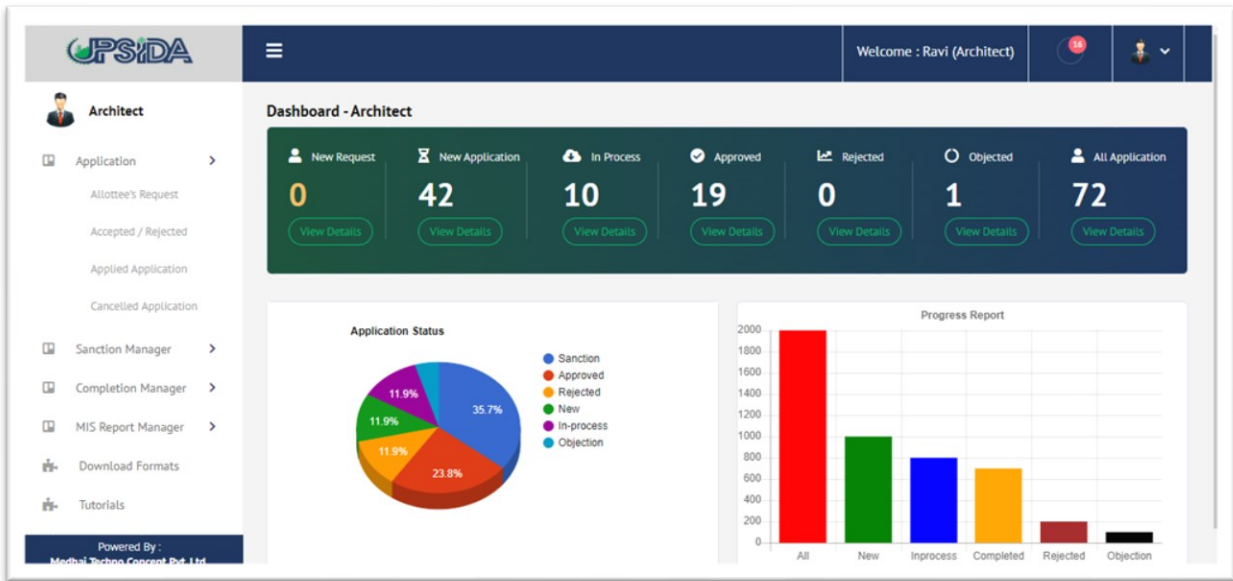 UPSIDA
Welcome : Ravi (Architect)
16
Architect
Application
Allottee's Request
Accepted / Rejected
Applied Application
Cancelled Application
Sanction Manager
Completion Manager
MIS Report Manager
Download Formats
Tutorials
Powered By :
Medhaj Techno Concept Pvt. Ltd
Dashboard - Architect
New Request
0
View Details
New Application
42
View Details
In Process
10
View Details
Approved
19
View Details
Rejected
0
View Details
Objected
1
View Details
All Application
72
View Details
Application Status
35.7%
23.8%
11.9%
11.9%
11.9%
Sanction
Approved
Rejected
New
In-process
Objection
Progress Report
2000
1800
1600
1400
1200
1000
800
600
400
200
0
All
New
Inprocess
Completed
Rejected
Objection